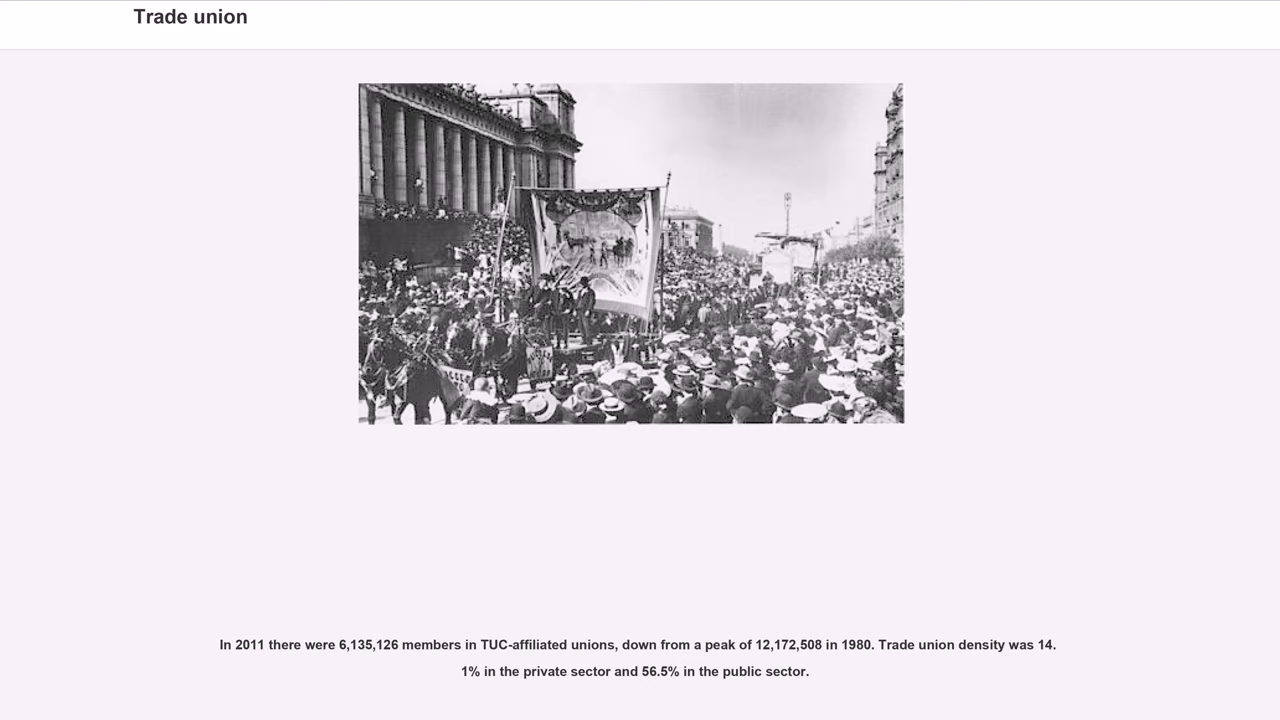 Trade union
In 2011 there were 6,135,126 members in TUC-affiliated unions, down from a peak of 12,172,508 in 1980. Trade union density was 14.
1% in the private sector and 56.5% in the public sector.